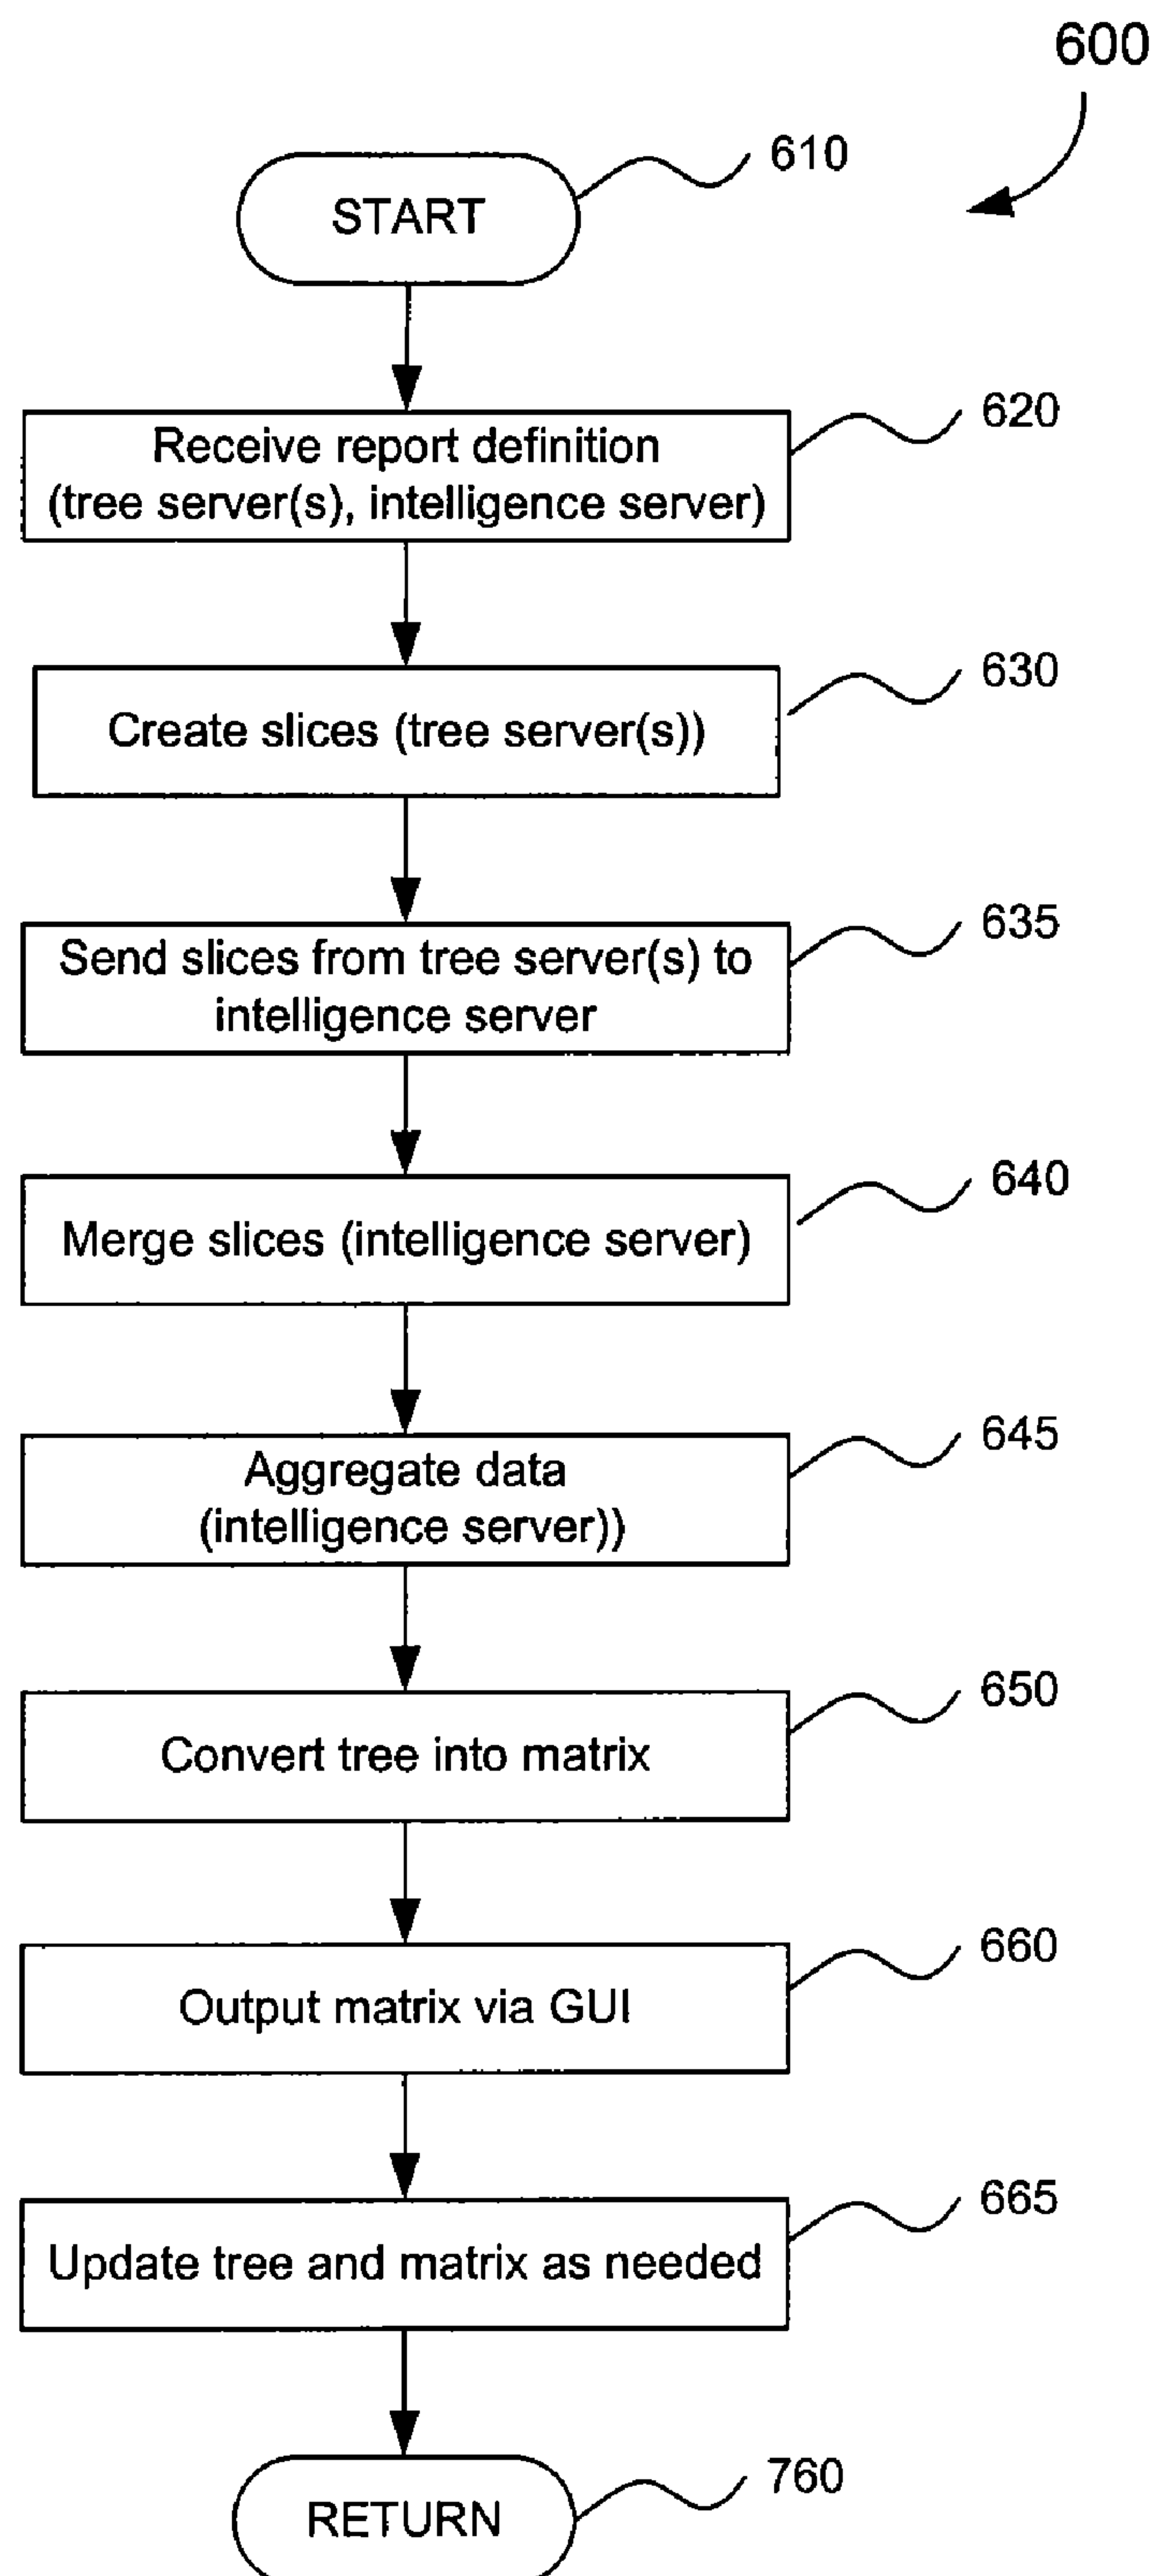 600
START
610
Receive report definition
(tree server(s), intelligence server)
620
Create slices (tree server(s))
630
Send slices from tree server(s) to
intelligence server
635
Merge slices (intelligence server)
640
Aggregate data
(intelligence server))
645
Convert tree into matrix
650
Output matrix via GUI
660
Update tree and matrix as needed
665
RETURN
760